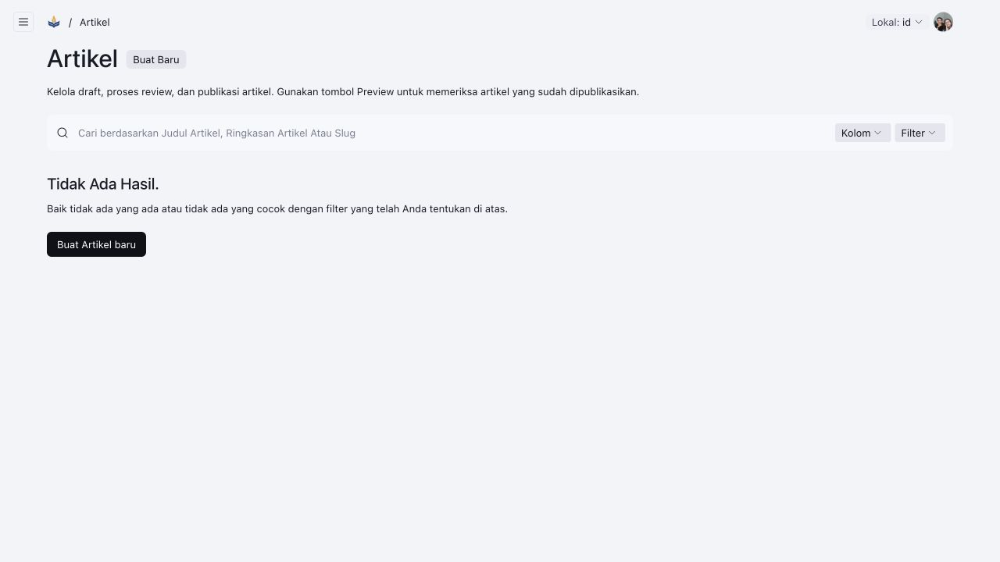 / Artikel
Lokal: id
Artikel
Buat Baru
Kelola draft, proses review, dan publikasi artikel. Gunakan tombol Preview untuk memeriksa artikel yang sudah dipublikasikan.
Cari berdasarkan Judul Artikel, Ringkasan Artikel Atau Slug
Kolom
Filter
Tidak Ada Hasil.
Baik tidak ada yang ada atau tidak ada yang cocok dengan filter yang telah Anda tentukan di atas.
Buat Artikel baru